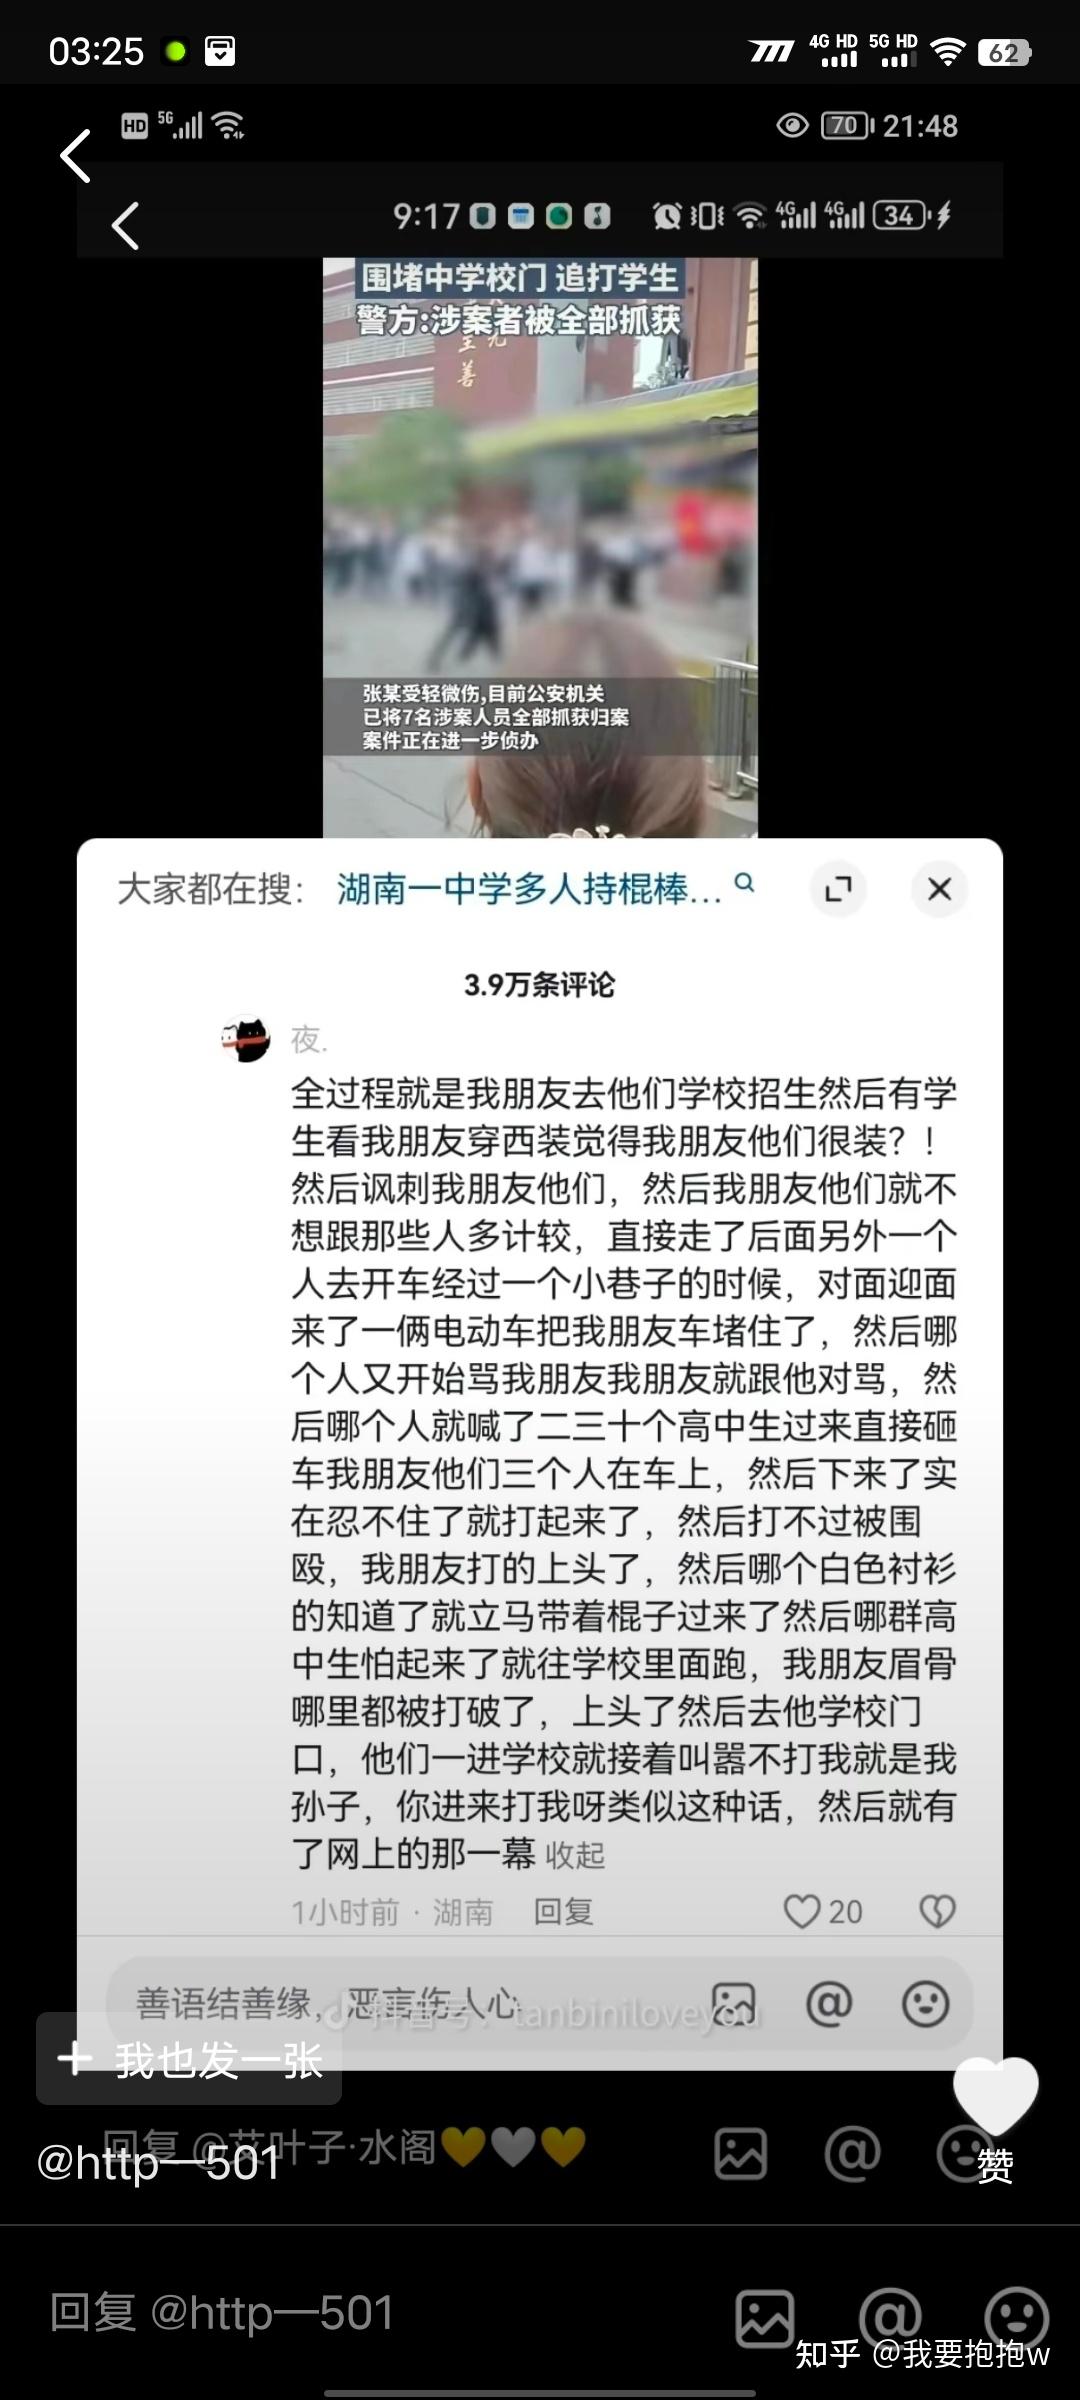 03:25
4G HD 5G HD 62
HD 5G 70 21:48
9:17 4G 4G 34
围堵中学校门 追打学生
警方:涉案者被全部抓获
至 善
张某受轻微伤,目前公安机关
已将7名涉案人员全部抓获归案
案件正在进一步侦办
大家都在搜: 湖南一中学多人持棍棒...
3.9万条评论
夜.
全过程就是我朋友去他们学校招生然后有学
生看我朋友穿西装觉得我朋友他们很装?！
然后讽刺我朋友他们，然后我朋友他们就不
想跟那些人多计较，直接走了后面另外一个
人去开车经过一个小巷子的时候，对面迎面
来了一俩电动车把我朋友车堵住了，然后哪
个人又开始骂我朋友我朋友就跟他对骂，然
后哪个人就喊了二三十个高中生过来直接砸
车我朋友他们三个人在车上，然后下来了实
在忍不住了就打起来了，然后打不过被围
殴，我朋友打的上头了，然后哪个白色衬衫
的知道了就立马带着棍子过来了然后哪群高
中生怕起来了就往学校里面跑，我朋友眉骨
哪里都被打破了，上头了然后去他学校门
口，他们一进学校就接着叫嚣不打我就是我
孙子，你进来打我呀类似这种话，然后就有
了网上的那一幕 收起
1小时前 · 湖南 回复 20
善语结善缘，恶言伤人心
抖音号: tanbiniloveyou
+ 我也发一张
回复 @艾叶子·水阁💛🤍💛
@http—501
赞
回复 @http—501
知乎 @我要抱抱w